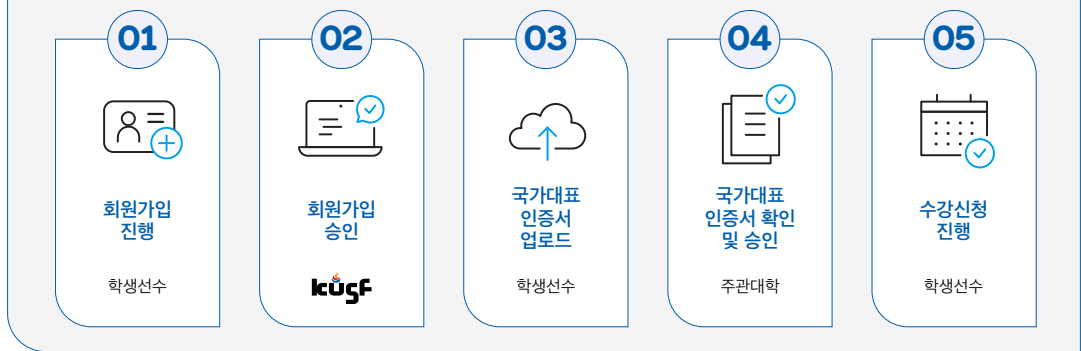 01
회원가입
진행
학생선수
02
회원가입
승인
kusf
03
국가대표
인증서
업로드
학생선수
04
국가대표
인증서 확인
및 승인
주관대학
05
수강신청
진행
학생선수